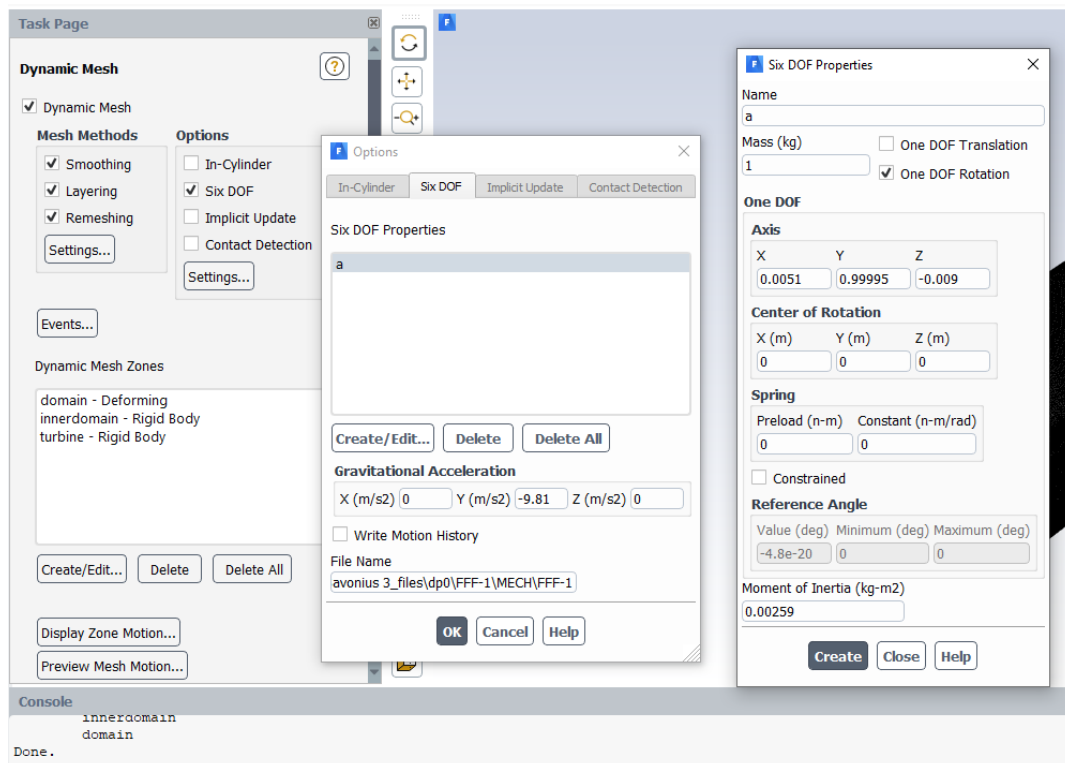 Task Page
Dynamic Mesh
?
Dynamic Mesh
Mesh Methods
Smoothing
Layering
Remeshing
Settings...
Options
In-Cylinder
Six DOF
Implicit Update
Contact Detection
Settings...
Events...
Dynamic Mesh Zones
domain - Deforming
innerdomain - Rigid Body
turbine - Rigid Body
Create/Edit...
Delete
Delete All
Display Zone Motion...
Preview Mesh Motion...
F
F Options
In-Cylinder
Six DOF
Implicit Update
Contact Detection
Six DOF Properties
a
Create/Edit...
Delete
Delete All
Gravitational Acceleration
X (m/s2) 0 Y (m/s2) -9.81 Z (m/s2) 0
Write Motion History
File Name
avonius 3_files\dp0\FFF-1\MECH\FFF-1
OK
Cancel
Help
F Six DOF Properties
Name
a
Mass (kg)
1
One DOF Translation
One DOF Rotation
One DOF
Axis
X Y Z
0.0051 0.99995 -0.009
Center of Rotation
X (m) Y (m) Z (m)
0 0 0
Spring
Preload (n-m) Constant (n-m/rad)
0 0
Constrained
Reference Angle
Value (deg) Minimum (deg) Maximum (deg)
-4.8e-20 0 0
Moment of Inertia (kg-m2)
0.00259
Create
Close
Help
Console
innerdomain
domain
Done.